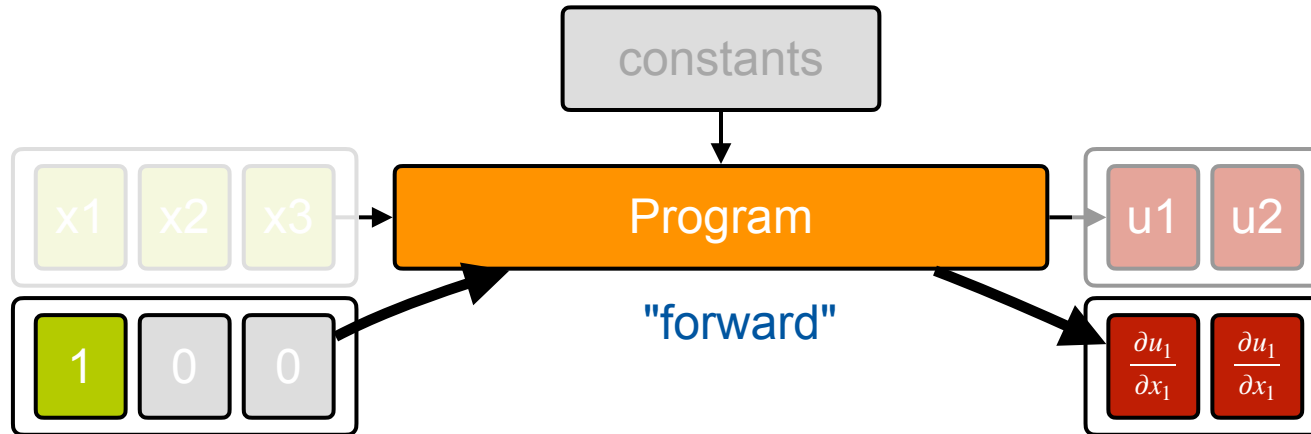 constants
x1 x2 x3
Program
u1 u2
"forward"
1 0 0
∂u₁/∂x₁ ∂u₁/∂x₁